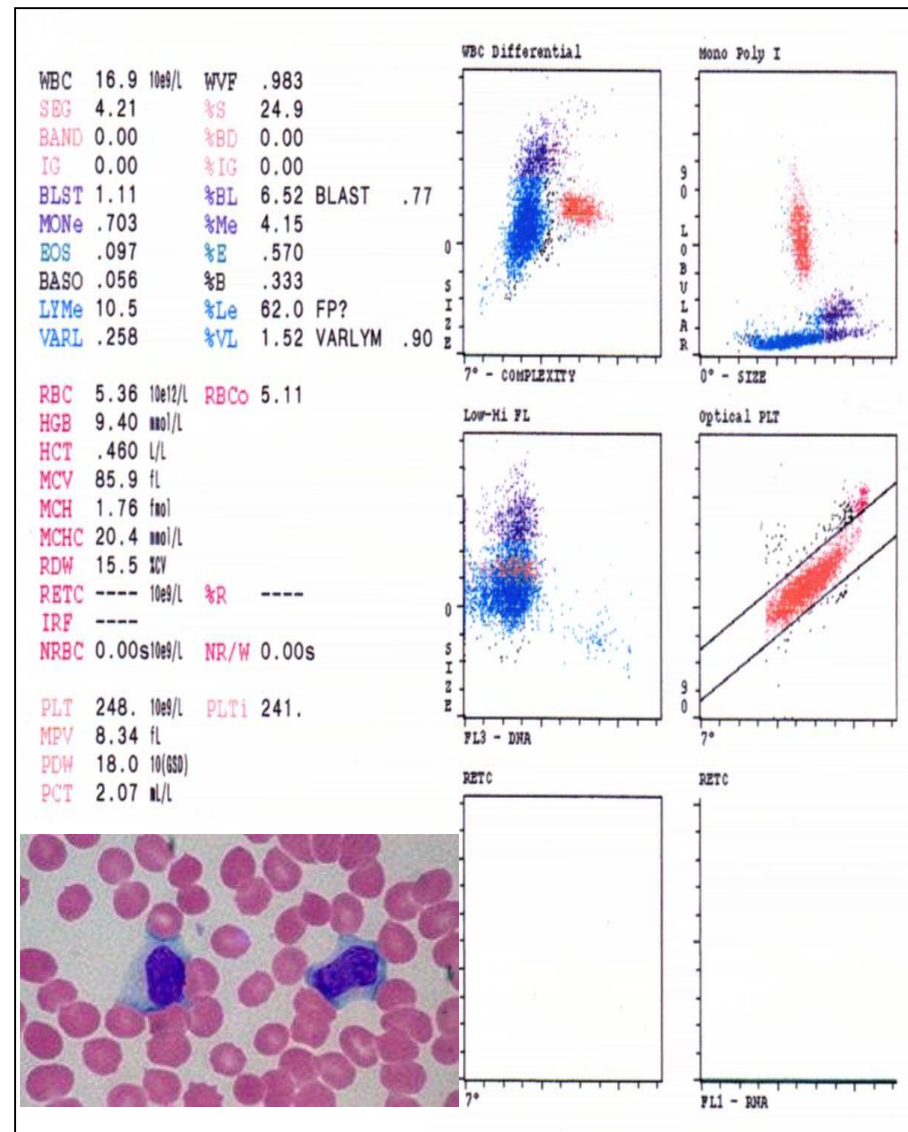 WBC 16.9 10e9/L WVF .983
SEG 4.21 %S 24.9
BAND 0.00 %BD 0.00
IG 0.00 %IG 0.00
BLST 1.11 %BL 6.52 BLAST .77
MONe .703 %Me 4.15
EOS .097 %E .570
BASO .056 %B .333
LYMe 10.5 %Le 62.0 FP?
VARL .258 %VL 1.52 VARLYM .90
RBC 5.36 10e12/L RBCo 5.11
HGB 9.40 mmol/L
HCT .460 L/L
MCV 85.9 fL
MCH 1.76 fmol
MCHC 20.4 mmol/L
RDW 15.5 %CV
RETC ---- 10e9/L %R ----
IRF ----
NRBC 0.00s10e9/L NR/W 0.00s
PLT 248. 10e9/L PLTi 241.
MPV 8.34 fL
PDW 18.0 10(GSD)
PCT 2.07 mL/L
WBC Differential
0 SIZE
7° - COMPLEXITY
Mono Poly I
90 LOBULAR
0° - SIZE
Low-Hi FL
0 SIZE
FL3 - DNA
Optical PLT
90
7°
RETC
7°
RETC
FL1 - RNA